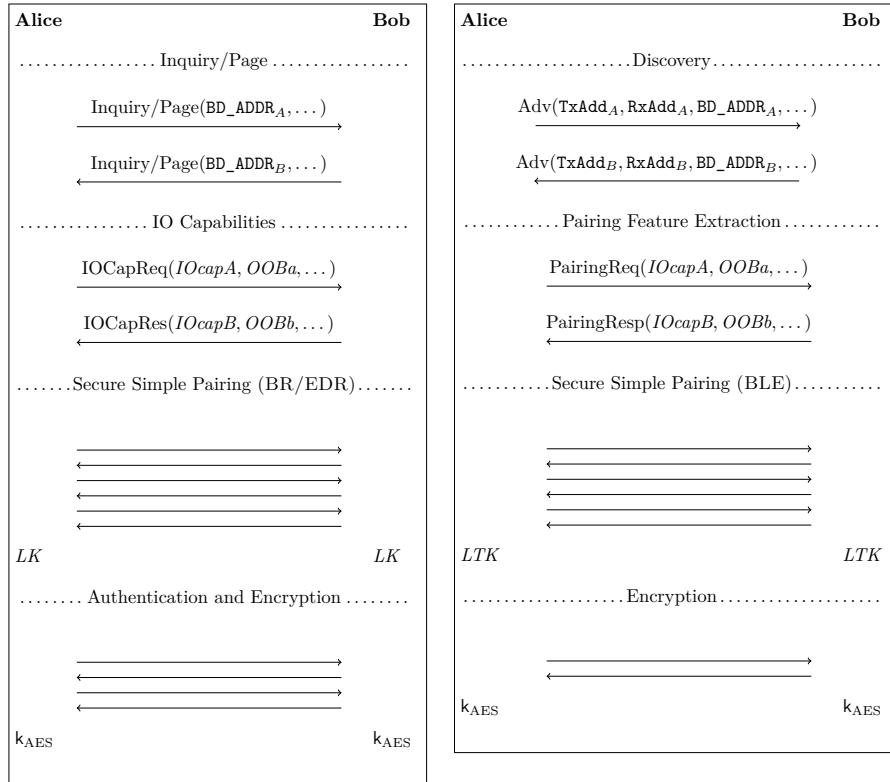 Alice Bob
Inquiry/Page
Inquiry/Page(BD_ADDR_A, . . .)
Inquiry/Page(BD_ADDR_B, . . .)
IO Capabilities
IOCapReq(IOcapA, OOBa, . . .)
IOCapRes(IOcapB, OOBb, . . .)
Secure Simple Pairing (BR/EDR)
LK LK
Authentication and Encryption
k_AES k_AES
Alice Bob
Discovery
Adv(TxAdd_A, RxAdd_A, BD_ADDR_A, . . .)
Adv(TxAdd_B, RxAdd_B, BD_ADDR_B, . . .)
Pairing Feature Extraction
PairingReq(IOcapA, OOBa, . . .)
PairingResp(IOcapB, OOBb, . . .)
Secure Simple Pairing (BLE)
LTK LTK
Encryption
k_AES k_AES